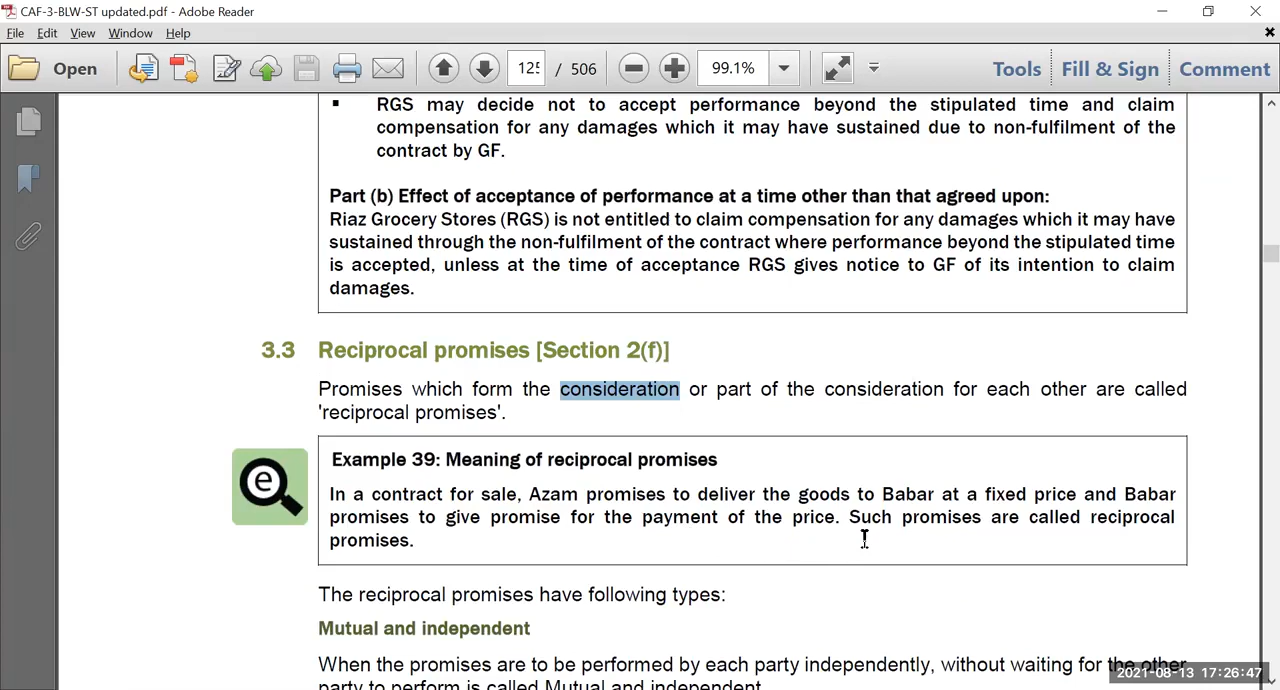 CAF-3-BLW-ST updated.pdf - Adobe Reader
File Edit View Window Help
Open 125 / 506 99.1% Tools Fill & Sign Comment
▪ RGS may decide not to accept performance beyond the stipulated time and claim
compensation for any damages which it may have sustained due to non-fulfilment of the
contract by GF.
Part (b) Effect of acceptance of performance at a time other than that agreed upon:
Riaz Grocery Stores (RGS) is not entitled to claim compensation for any damages which it may have
sustained through the non-fulfilment of the contract where performance beyond the stipulated time
is accepted, unless at the time of acceptance RGS gives notice to GF of its intention to claim
damages.
3.3 Reciprocal promises [Section 2(f)]
Promises which form the consideration or part of the consideration for each other are called
'reciprocal promises'.
e
Example 39: Meaning of reciprocal promises
In a contract for sale, Azam promises to deliver the goods to Babar at a fixed price and Babar
promises to give promise for the payment of the price. Such promises are called reciprocal
promises.
The reciprocal promises have following types:
Mutual and independent
When the promises are to be performed by each party independently, without waiting for the other
party to perform is called Mutual and independent.
2021-08-13 17:26:47